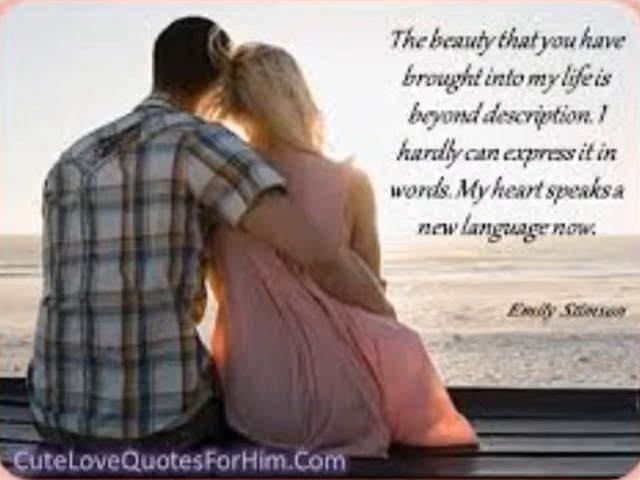 The beauty that you have
brought into my life is
beyond description. I
hardly can express it in
words. My heart speaks a
new language now.
Emily Stimson
CuteLoveQuotesForHim.Com